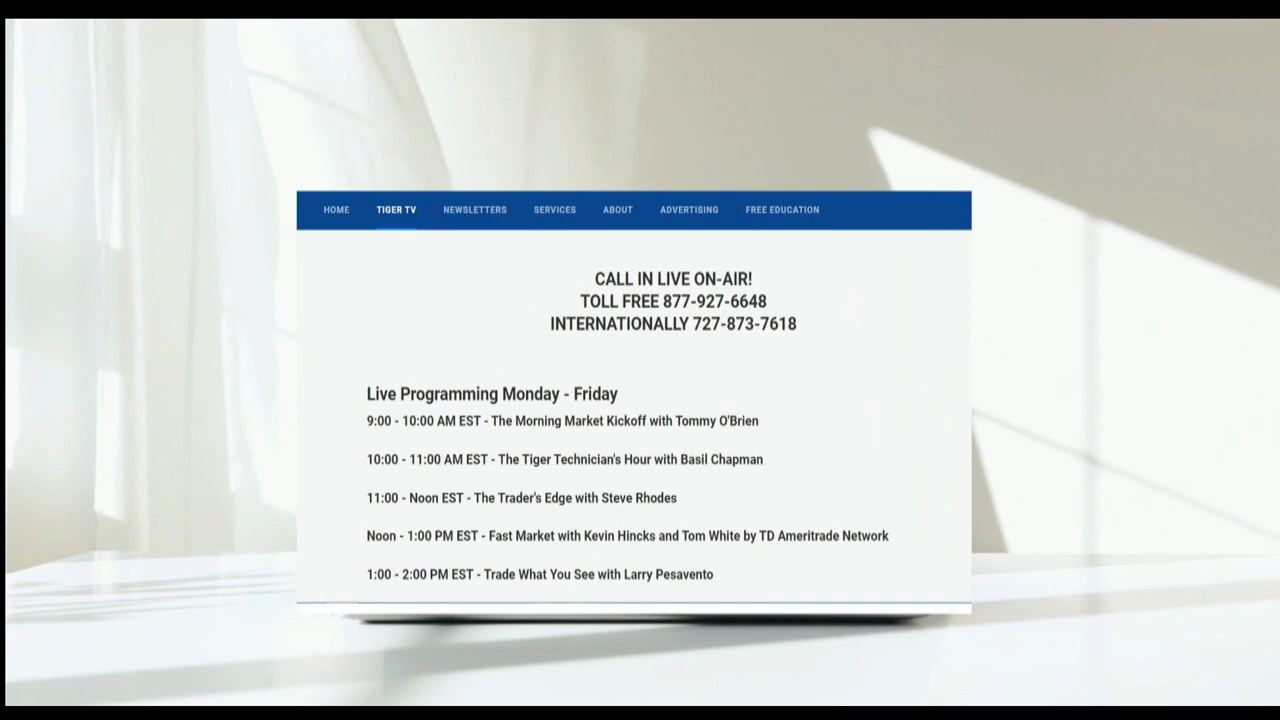 HOME TIGER TV NEWSLETTERS SERVICES ABOUT ADVERTISING FREE EDUCATION
CALL IN LIVE ON-AIR!
TOLL FREE 877-927-6648
INTERNATIONALLY 727-873-7618
Live Programming Monday - Friday
9:00 - 10:00 AM EST - The Morning Market Kickoff with Tommy O'Brien
10:00 - 11:00 AM EST - The Tiger Technician's Hour with Basil Chapman
11:00 - Noon EST - The Trader's Edge with Steve Rhodes
Noon - 1:00 PM EST - Fast Market with Kevin Hincks and Tom White by TD Ameritrade Network
1:00 - 2:00 PM EST - Trade What You See with Larry Pesavento